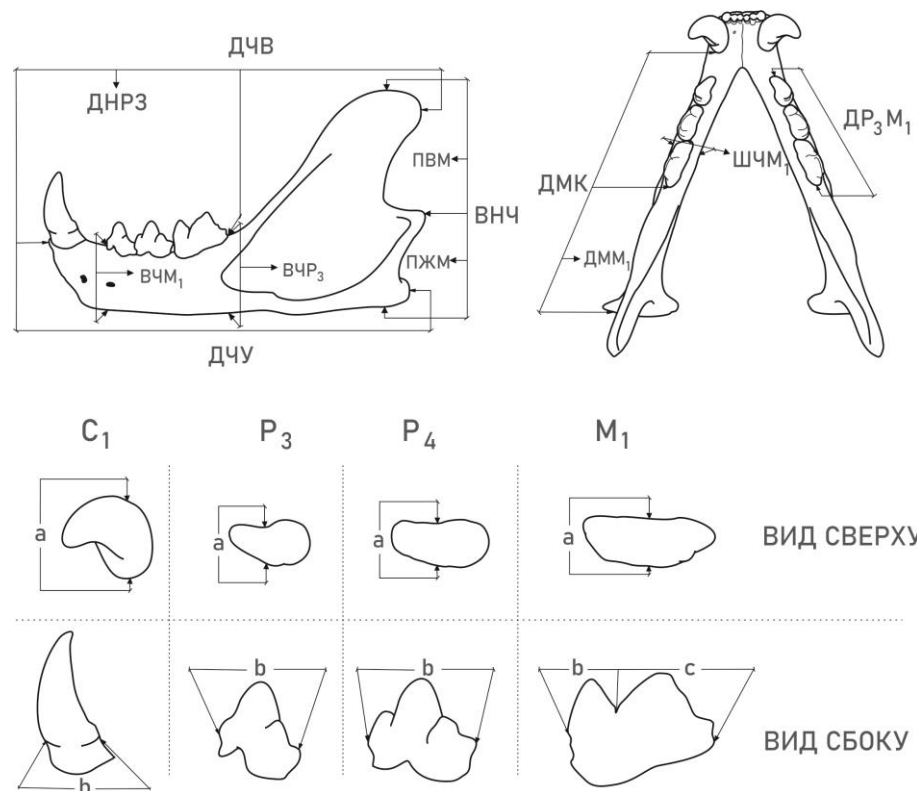 ДЧВ
ДНРЗ
ПВМ
ВНЧ
ПЖМ
ВЧМ₁
ВЧР₃
ДЧУ
ДР₃М₁
ШЧМ₁
ДМК
ДММ₁
C₁ P₃ P₄ M₁
a a a a ВИД СВЕРХУ
b b b b c
ВИД СБОКУ